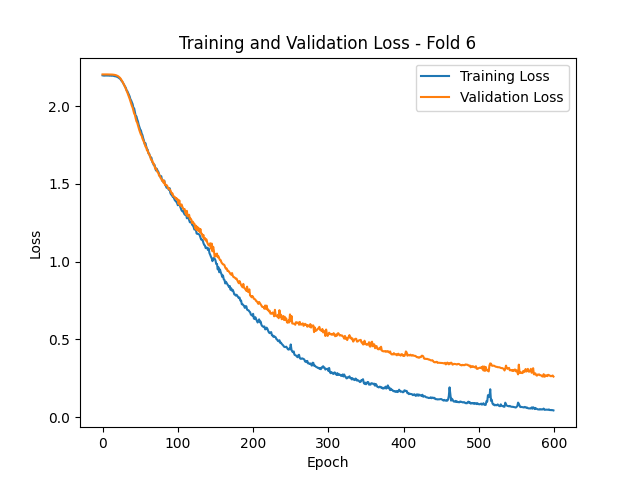 Training and Validation Loss - Fold 6
Training Loss
Validation Loss
2.0
1.5
1.0
0.5
0.0
Loss
0 100 200 300 400 500 600
Epoch